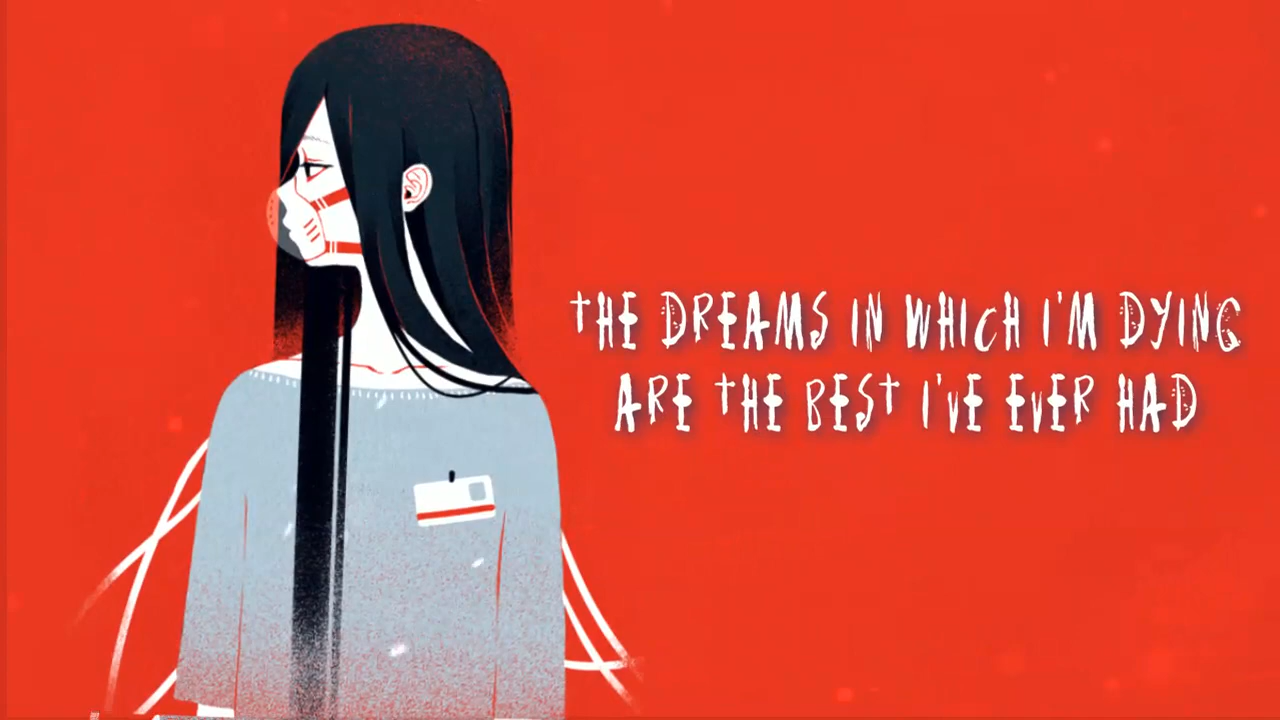 THE DREAMS IN WHICH I'M DYING
ARE THE BEST I'VE EVER HAD